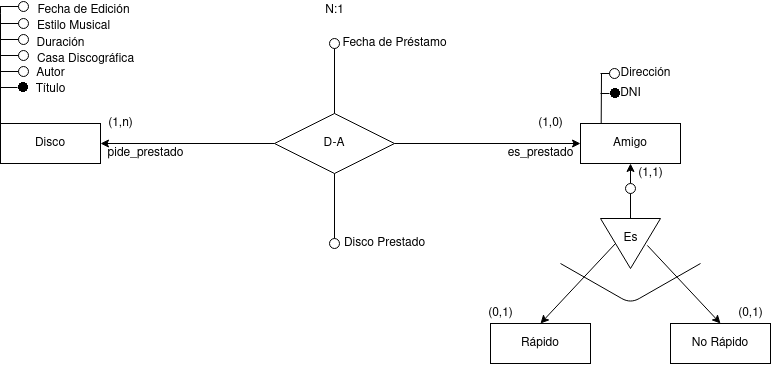 Fecha de Edición
Estilo Musical
Duración
Casa Discográfica
Autor
Título
N:1
Fecha de Préstamo
Dirección
DNI
(1,n)
(1,0)
Disco
D-A
Amigo
pide_prestado
es_prestado
(1,1)
Disco Prestado
Es
(0,1)
(0,1)
Rápido
No Rápido